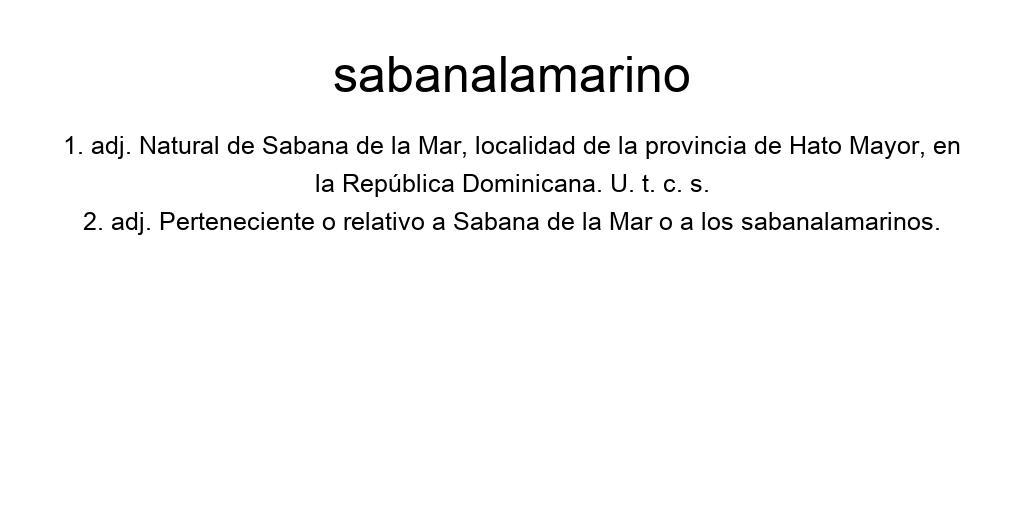 sabanalamarino
1. adj. Natural de Sabana de la Mar, localidad de la provincia de Hato Mayor, en
la República Dominicana. U. t. c. s.
2. adj. Perteneciente o relativo a Sabana de la Mar o a los sabanalamarinos.